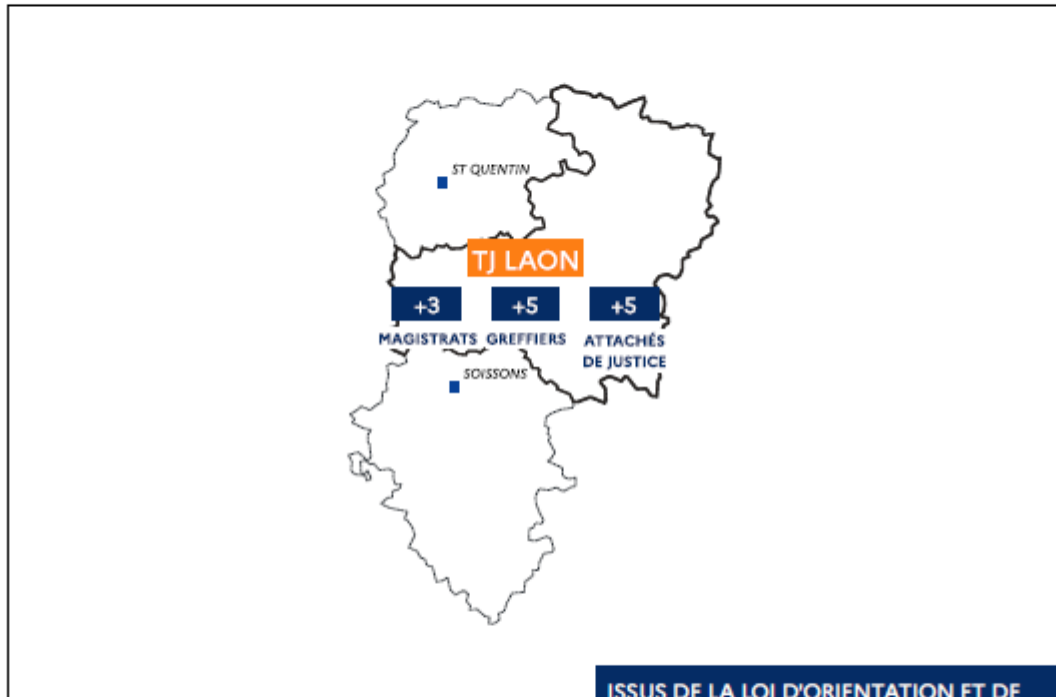 ST QUENTIN
TJ LAON
+3
+5
+5
MAGISTRATS
GREFFIERS
ATTACHÉS
DE JUSTICE
SOISSONS
ISSUS DE LA LOI D'ORIENTATION ET DE